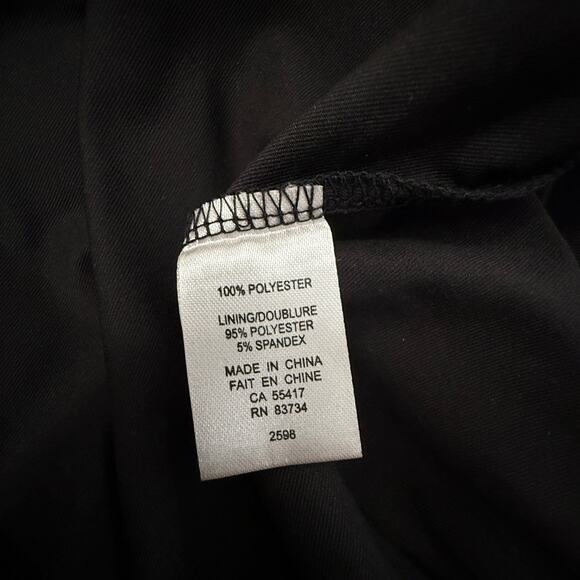 100% POLYESTER
LINING/DOUBLURE
95% POLYESTER
5% SPANDEX
MADE IN CHINA
FAIT EN CHINE
CA 55417
RN 83734
2598